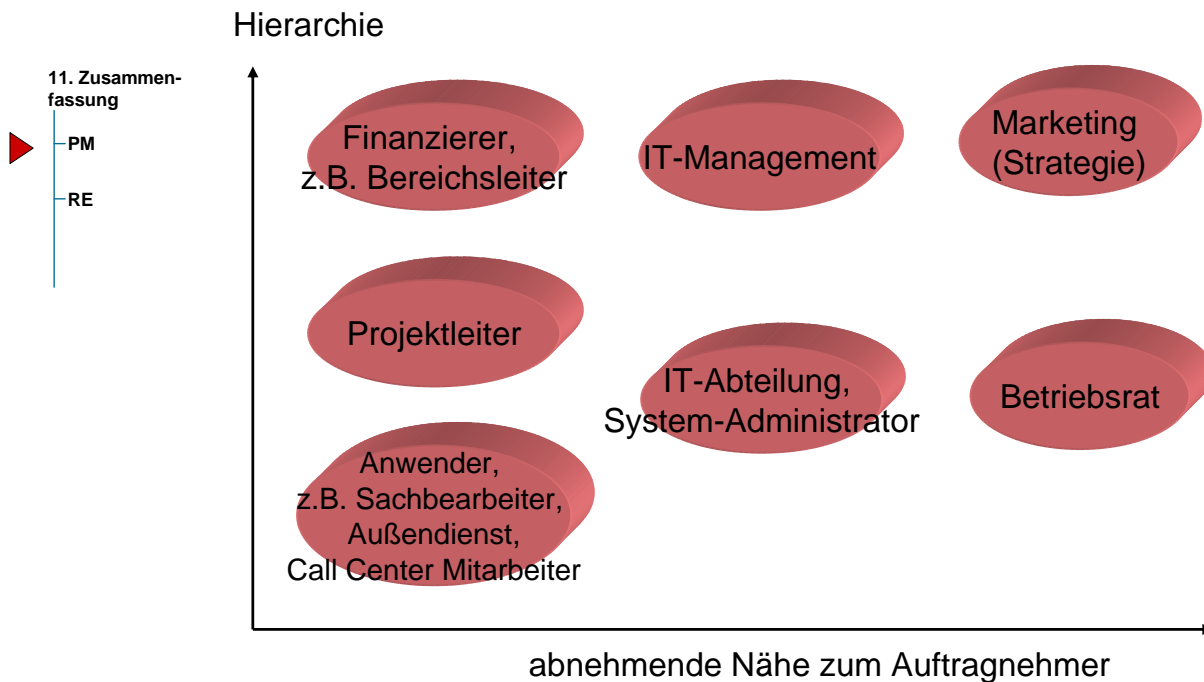 Hierarchie
11. Zusammen-
fassung
PM
RE
Finanzierer,
z.B. Bereichsleiter
IT-Management
Marketing
(Strategie)
Projektleiter
IT-Abteilung,
System-Administrator
Betriebsrat
Anwender,
z.B. Sachbearbeiter,
Außendienst,
Call Center Mitarbeiter
abnehmende Nähe zum Auftragnehmer